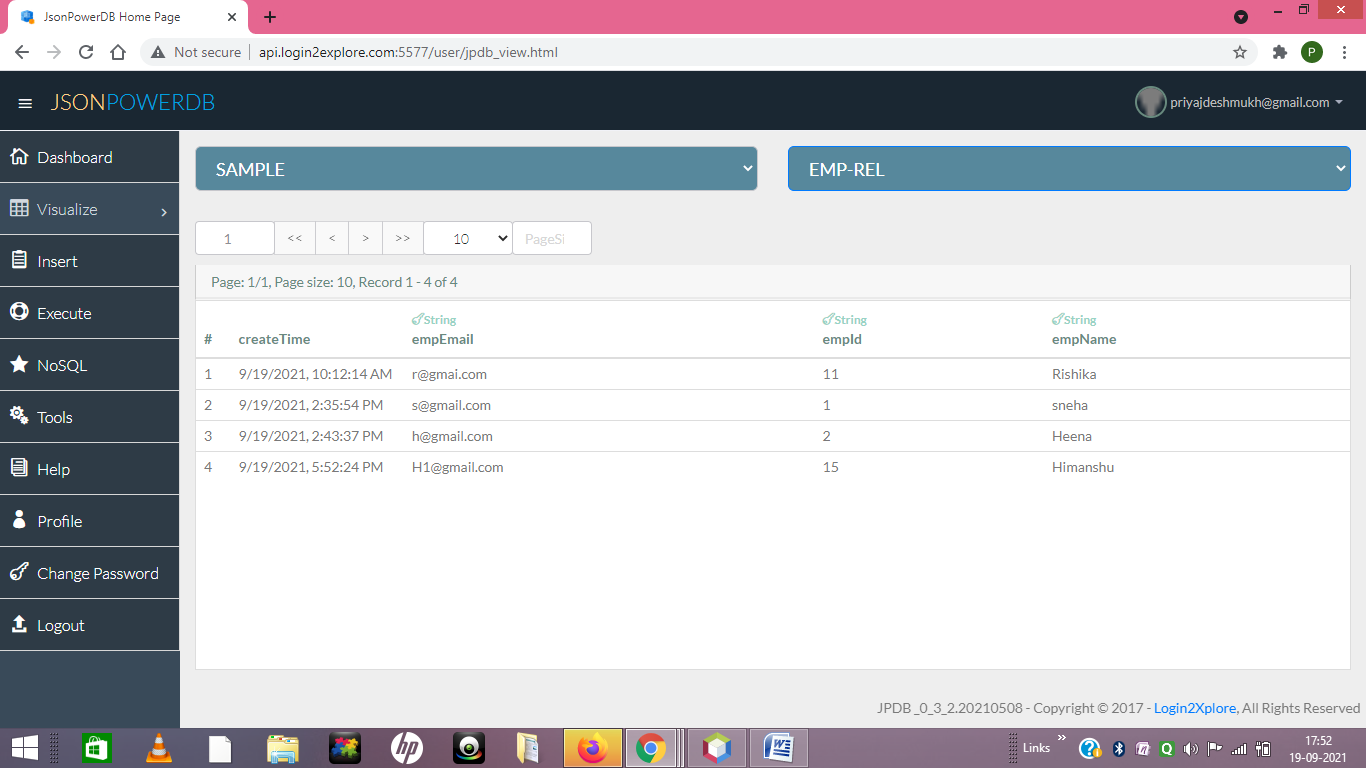 JsonPowerDB Home Page
Not secure | api.login2explore.com:5577/user/jpdb_view.html
P
JSONPOWERDB
priyajdeshmukh@gmail.com
Dashboard
Visualize
Insert
Execute
NoSQL
Tools
Help
Profile
Change Password
Logout
SAMPLE
EMP-REL
1 << < > >> 10 PageSi
Page: 1/1, Page size: 10, Record 1 - 4 of 4
String String String
# createTime empEmail empId empName
1 9/19/2021, 10:12:14 AM r@gmai.com 11 Rishika
2 9/19/2021, 2:35:54 PM s@gmail.com 1 sneha
3 9/19/2021, 2:43:37 PM h@gmail.com 2 Heena
4 9/19/2021, 5:52:24 PM H1@gmail.com 15 Himanshu
JPDB _0_3_2.20210508 - Copyright © 2017 - Login2Xplore, All Rights Reserved
hp
Links
17:52
19-09-2021